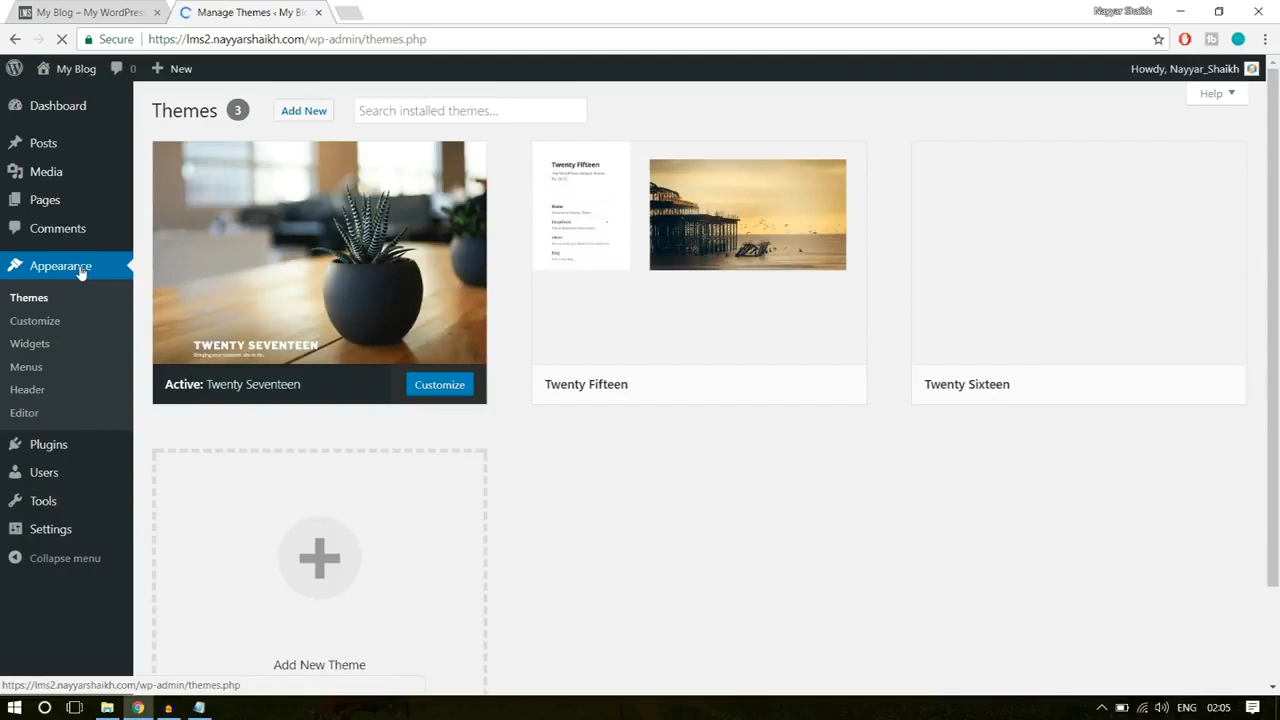 My Blog – My WordPress
Manage Themes ‹ My Bl
Nayyar Shaikh
Secure
https://lms2.nayyarshaikh.com/wp-admin/themes.php
My Blog
0
New
Howdy, Nayyar_Shaikh
Dashboard
Posts
Media
Pages
Comments
Appearance
Themes
Customize
Widgets
Menus
Header
Editor
Plugins
Users
Tools
Settings
Collapse menu
Themes 3
Add New
Search installed themes...
Help
TWENTY SEVENTEEN
Active: Twenty Seventeen
Customize
Twenty Fifteen
Twenty Fifteen
Twenty Sixteen
Add New Theme
https://lms2.nayyarshaikh.com/wp-admin/themes.php
ENG
02:05